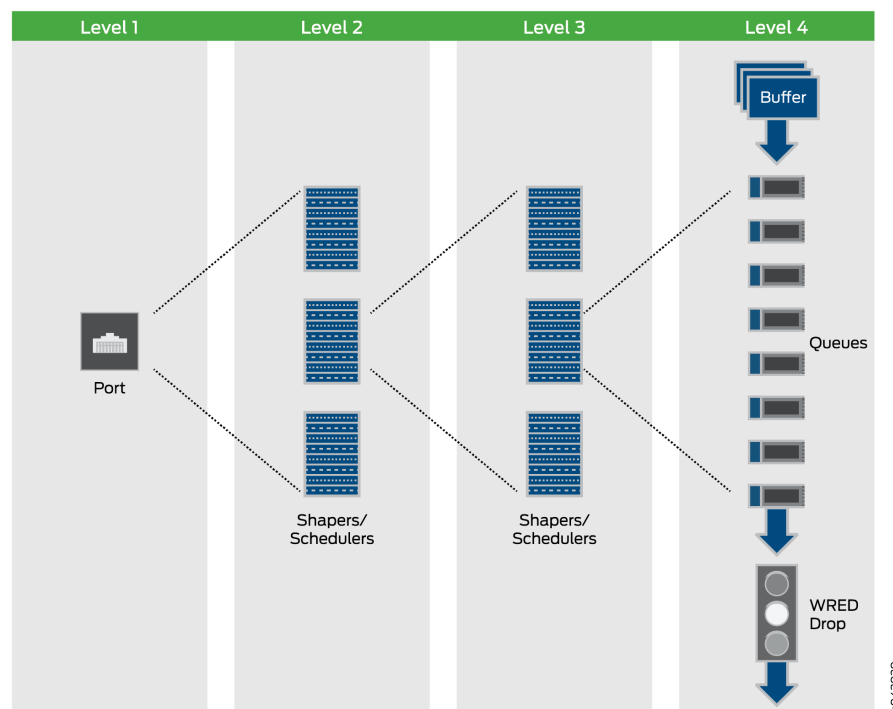 Level 1
Level 2
Level 3
Level 4
Buffer
Queues
Port
Shapers/
Schedulers
Shapers/
Schedulers
WRED
Drop